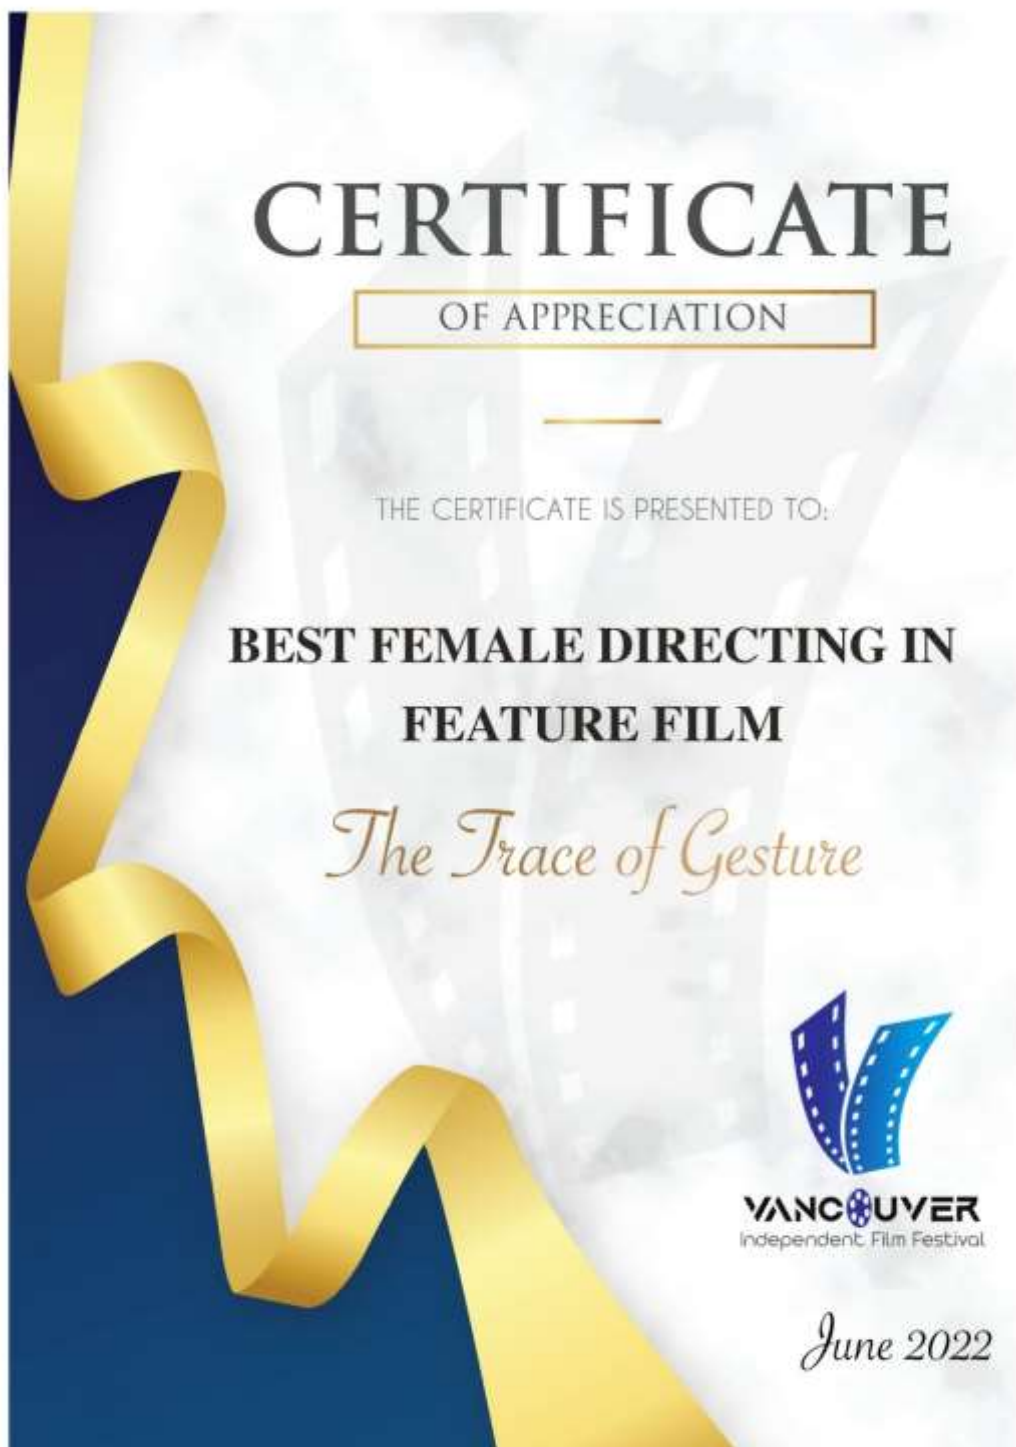 CERTIFICATE
OF APPRECIATION
THE CERTIFICATE IS PRESENTED TO:
BEST FEMALE DIRECTING IN
FEATURE FILM
The Trace of Gesture
VANCOUVER
Independent Film Festival
June 2022